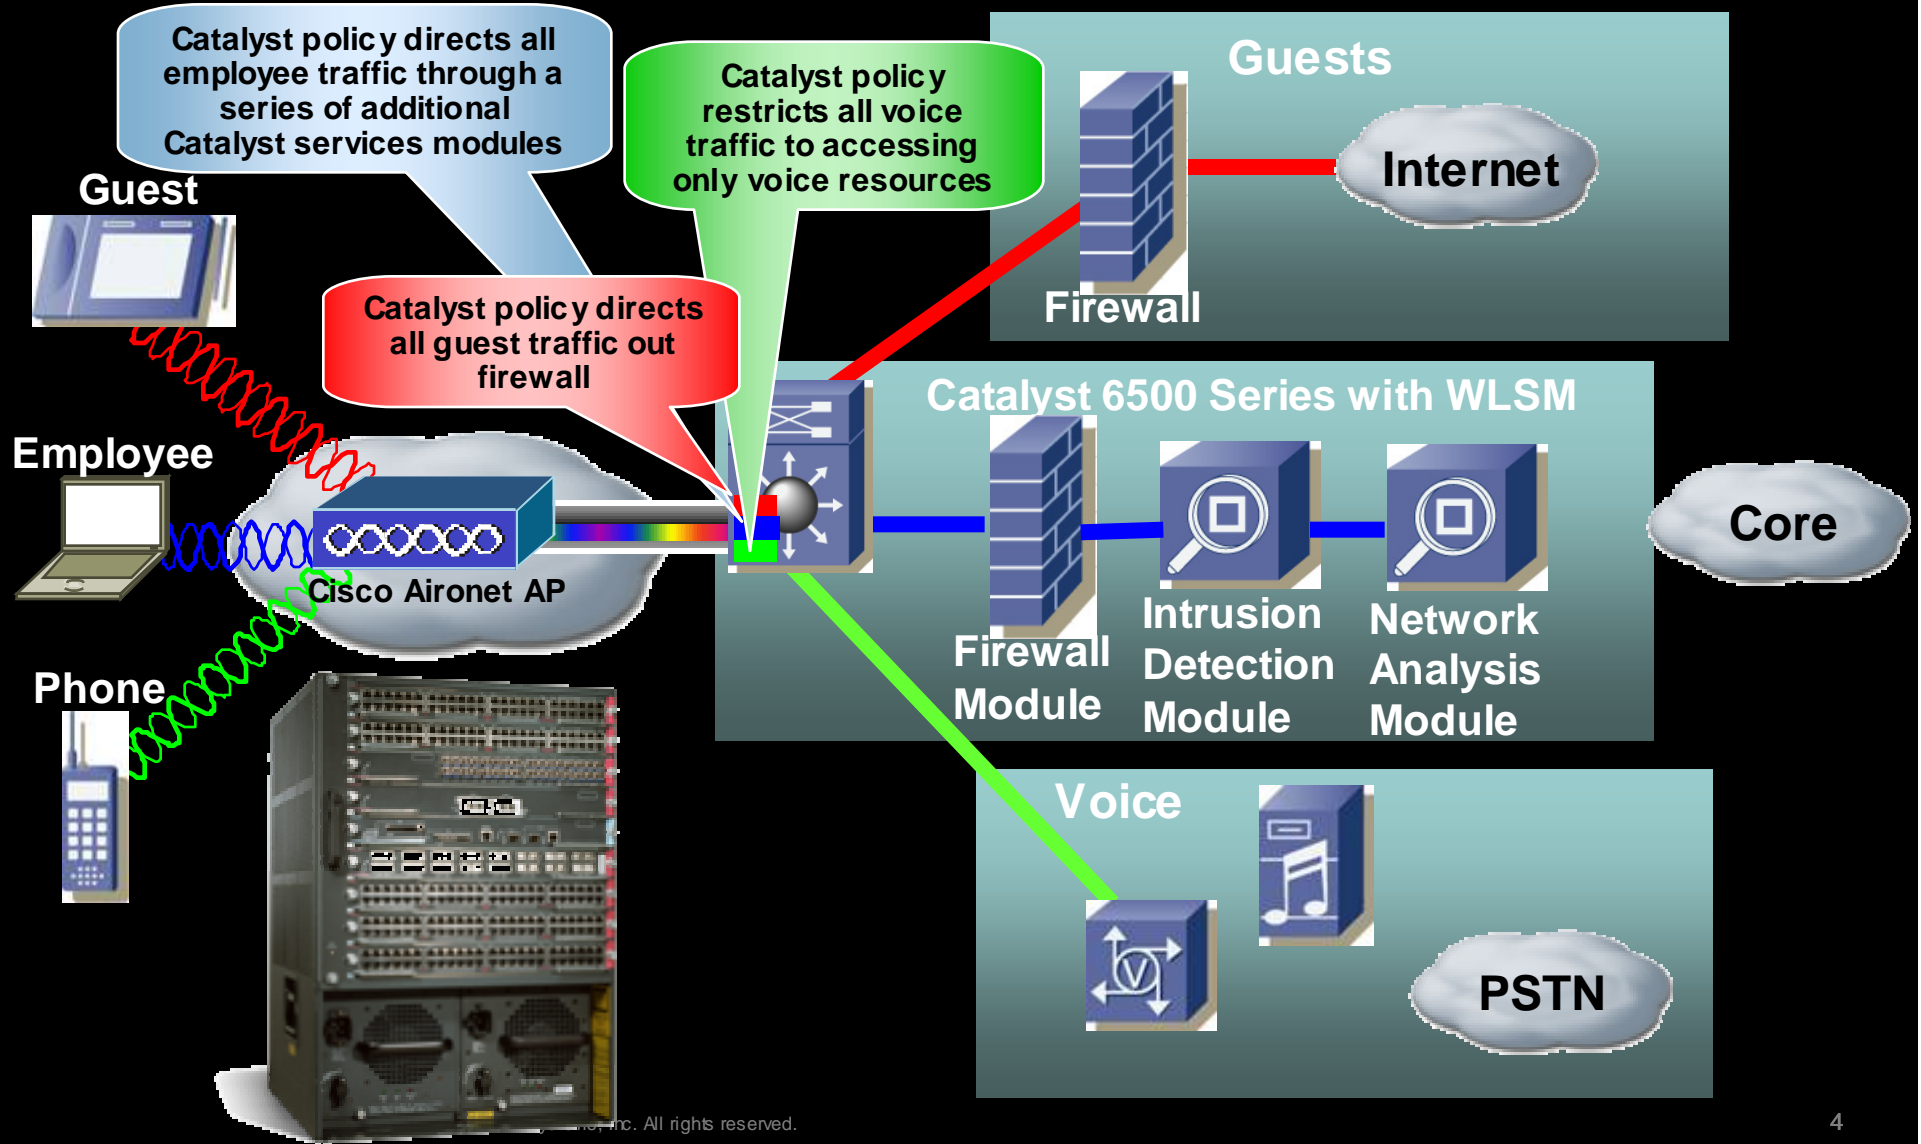 Catalyst policy directs all
employee traffic through a
series of additional
Catalyst services modules
Catalyst policy
restricts all voice
traffic to accessing
only voice resources
Guests
Internet
Firewall
Guest
Catalyst policy directs
all guest traffic out
firewall
Catalyst 6500 Series with WLSM
Employee
Cisco Aironet AP
Core
Firewall
Module
Intrusion
Detection
Module
Network
Analysis
Module
Phone
Voice
V
PSTN
Inc. All rights reserved.
4